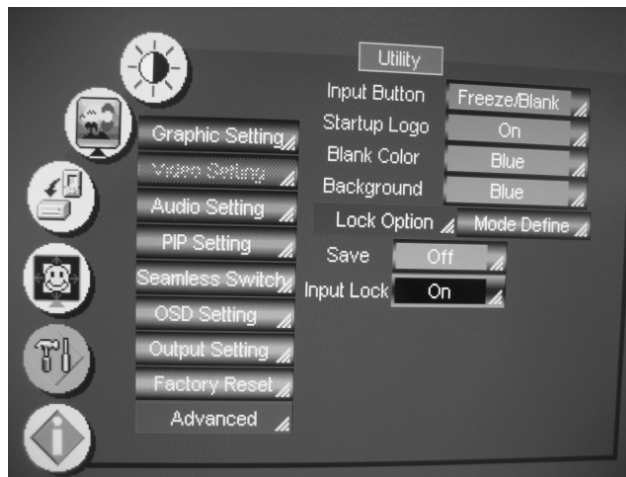 Utility
Input Button Freeze/Blank
Startup Logo On
Blank Color Blue
Background Blue
Lock Option Mode Define
Save Off
Input Lock On
Graphic Setting
Video Setting
Audio Setting
PIP Setting
Seamless Switch
OSD Setting
Output Setting
Factory Reset
Advanced